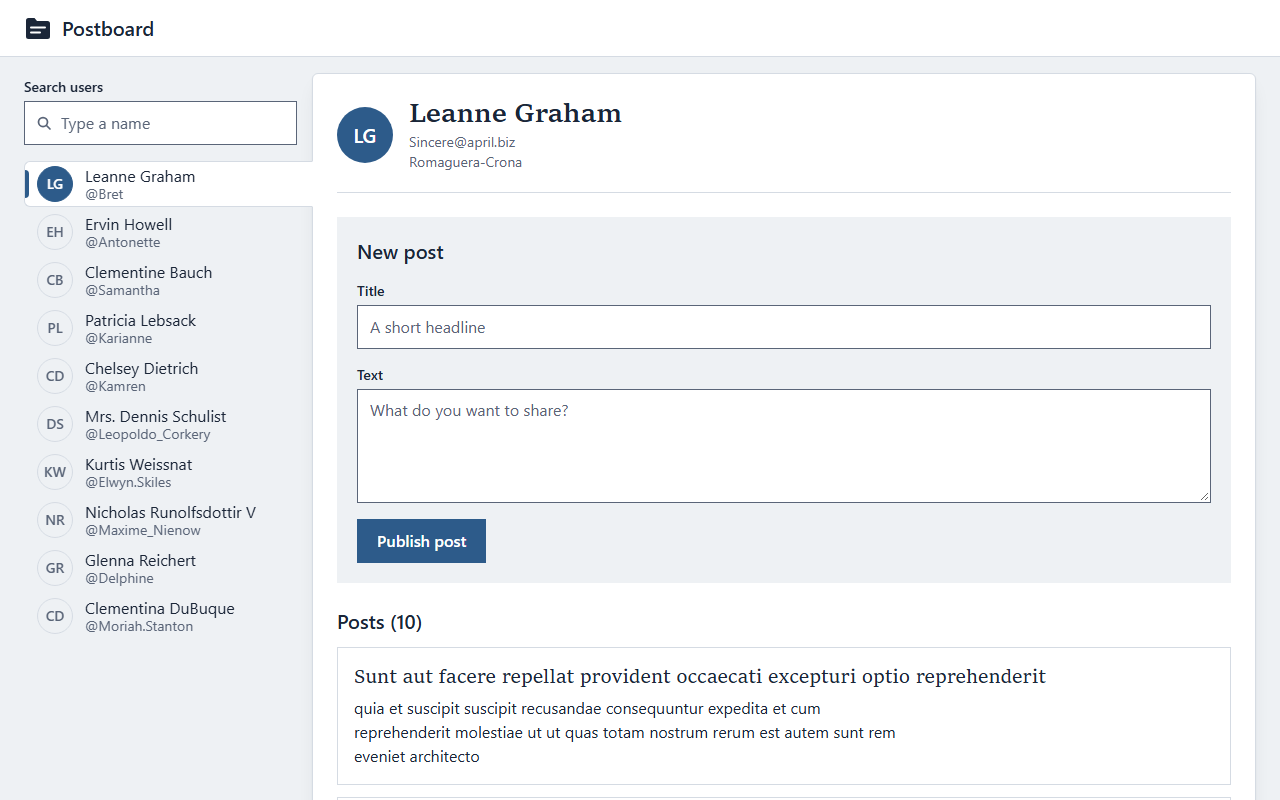 Postboard
Search users
Type a name
LG
Leanne Graham
@Bret
EH
Ervin Howell
@Antonette
CB
Clementine Bauch
@Samantha
PL
Patricia Lebsack
@Karianne
CD
Chelsey Dietrich
@Kamren
DS
Mrs. Dennis Schulist
@Leopoldo_Corkery
KW
Kurtis Weissnat
@Elwyn.Skiles
NR
Nicholas Runolfsdottir V
@Maxime_Nienow
GR
Glenna Reichert
@Delphine
CD
Clementina DuBuque
@Moriah.Stanton
LG
Leanne Graham
Sincere@april.biz
Romaguera-Crona
New post
Title
A short headline
Text
What do you want to share?
Publish post
Posts (10)
Sunt aut facere repellat provident occaecati excepturi optio reprehenderit
quia et suscipit suscipit recusandae consequuntur expedita et cum
reprehenderit molestiae ut ut quas totam nostrum rerum est autem sunt rem
eveniet architecto